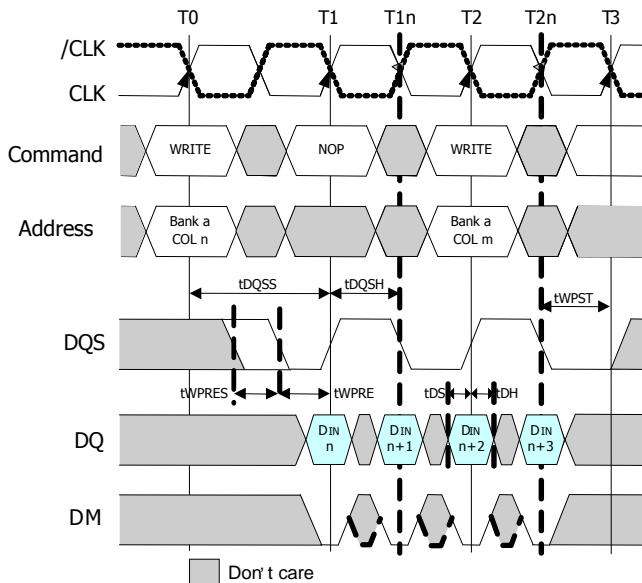 T0 T1 T1n T2 T2n T3
/CLK
CLK
Command WRITE NOP WRITE
Address Bank a COL n Bank a COL m
tDQSS tDQSH tWPST
DQS
tWPRES tWPRE tDS tDH
DQ DIN n DIN n+1 DIN n+2 DIN n+3
DM
Don't care